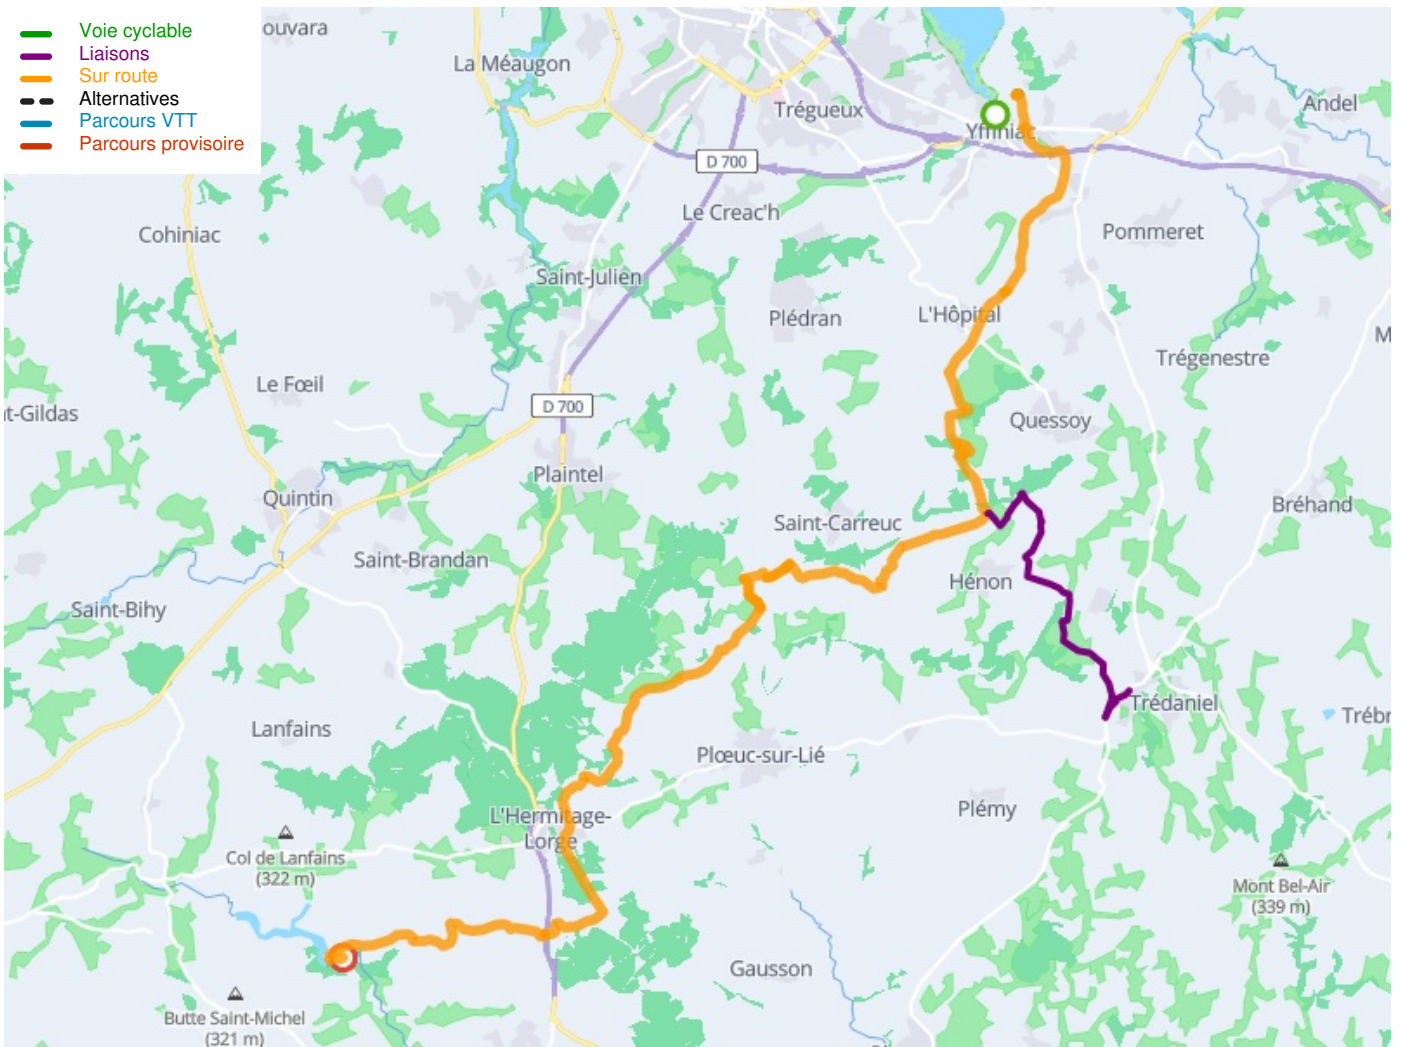 Voie cyclable
Liaisons
Sur route
Alternatives
Parcours VTT
Parcours provisoire
ouvara
La Méaugon
Trégueux
Andel
Yffiniac
D 700
Le Creac'h
Cohiniac
Pommeret
Saint-Julien
Plédran
L'Hôpital
M
Trégenestre
Le Fœil
D 700
nt-Gildas
Quessoy
Plaintel
Quintin
Bréhand
Saint-Carreuc
Saint-Brandan
Hénon
Saint-Bihy
Trédaniel
Trébr
Lanfains
Plœuc-sur-Lié
L'Hermitage-
Lorge
Plémy
Col de Lanfains
(322 m)
Mont Bel-Air
(339 m)
Gausson
Butte Saint-Michel
(321 m)